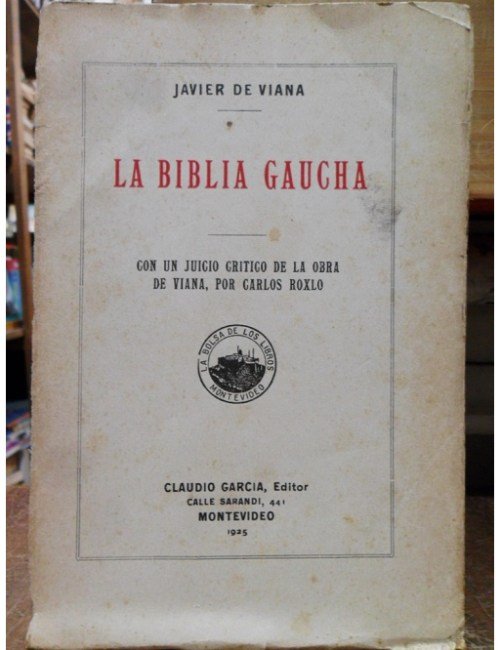 JAVIER DE VIANA
LA BIBLIA GAUCHA
CON UN JUICIO CRITICO DE LA OBRA
DE VIANA, POR CARLOS ROXLO
LA BOLSA DE LOS LIBROS
MONTEVIDEO
CLAUDIO GARCIA, Editor
CALLE SARANDI, 441
MONTEVIDEO
1925